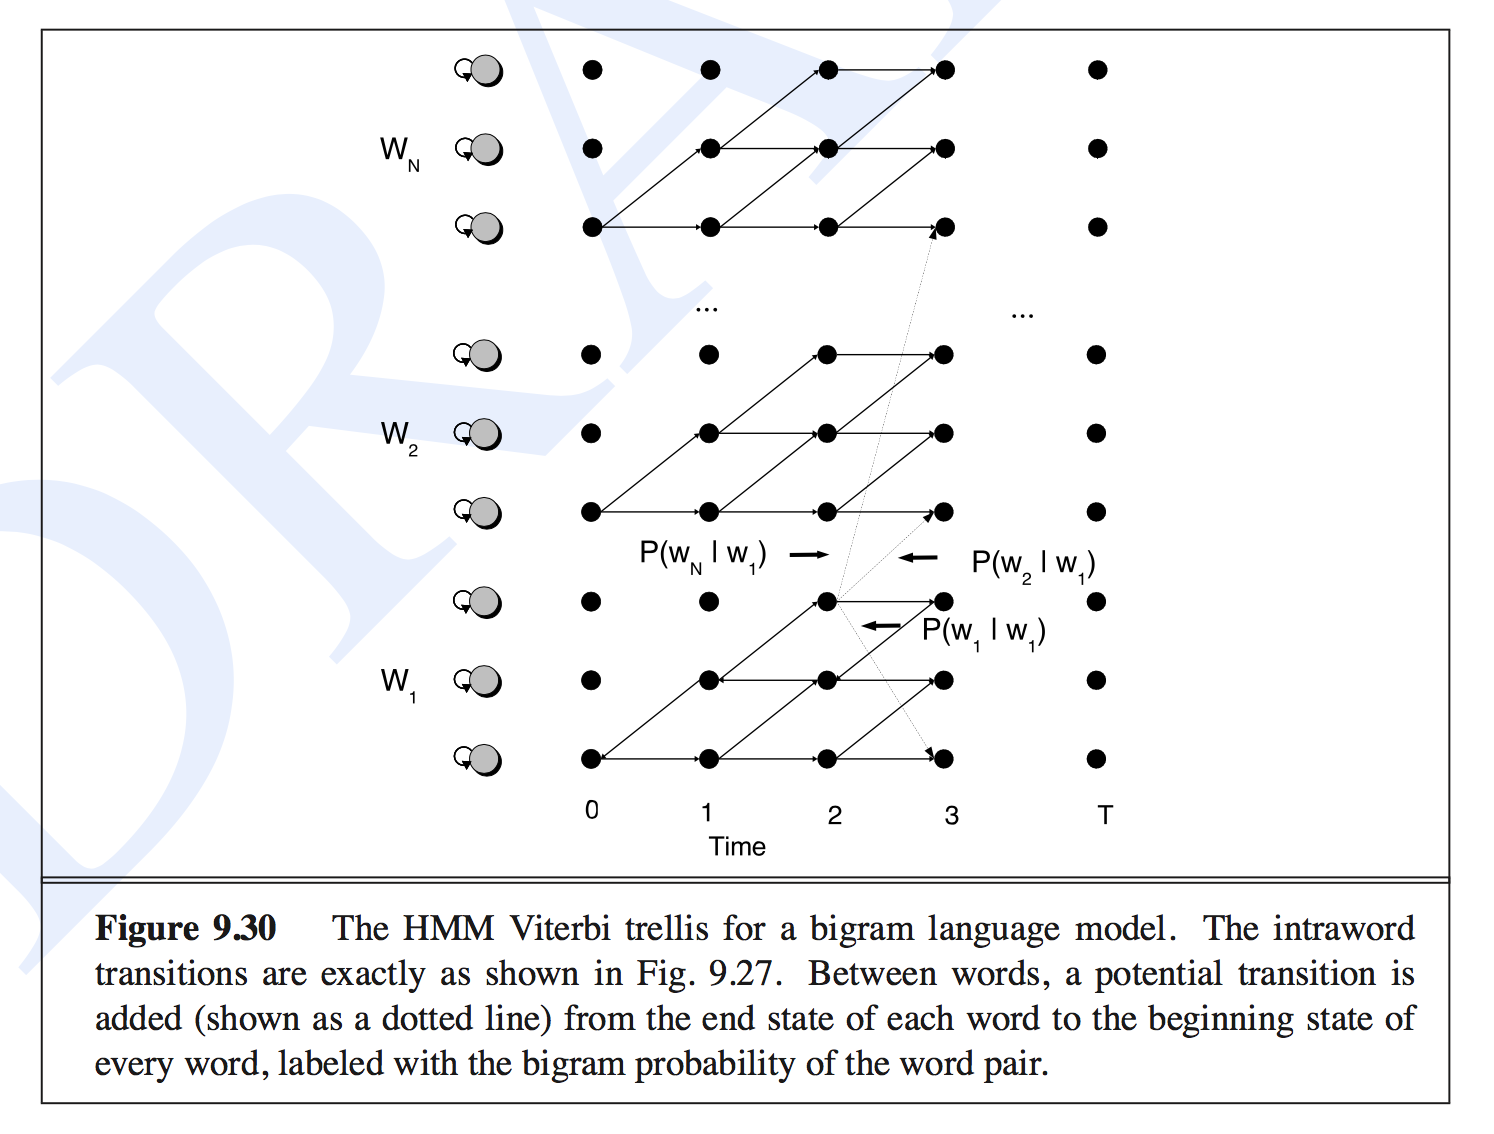 W_N
...
...
W_2
P(w_N | w_1)
P(w_2 | w_1)
P(w_1 | w_1)
W_1
0 1 2 3 T
Time
Figure 9.30 The HMM Viterbi trellis for a bigram language model. The intraword
transitions are exactly as shown in Fig. 9.27. Between words, a potential transition is
added (shown as a dotted line) from the end state of each word to the beginning state of
every word, labeled with the bigram probability of the word pair.